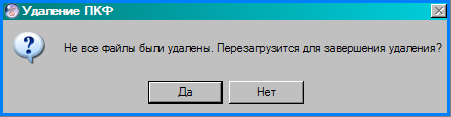 Удаление ПКФ
Не все файлы были удалены. Перезагрузится для завершения удаления?
Да
Нет